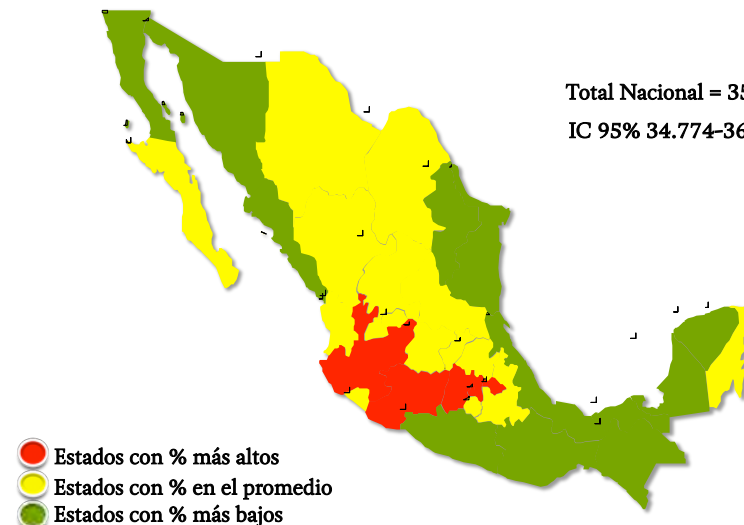 Total Nacional = 35
IC 95% 34.774-36
Estados con % más altos
Estados con % en el promedio
Estados con % más bajos